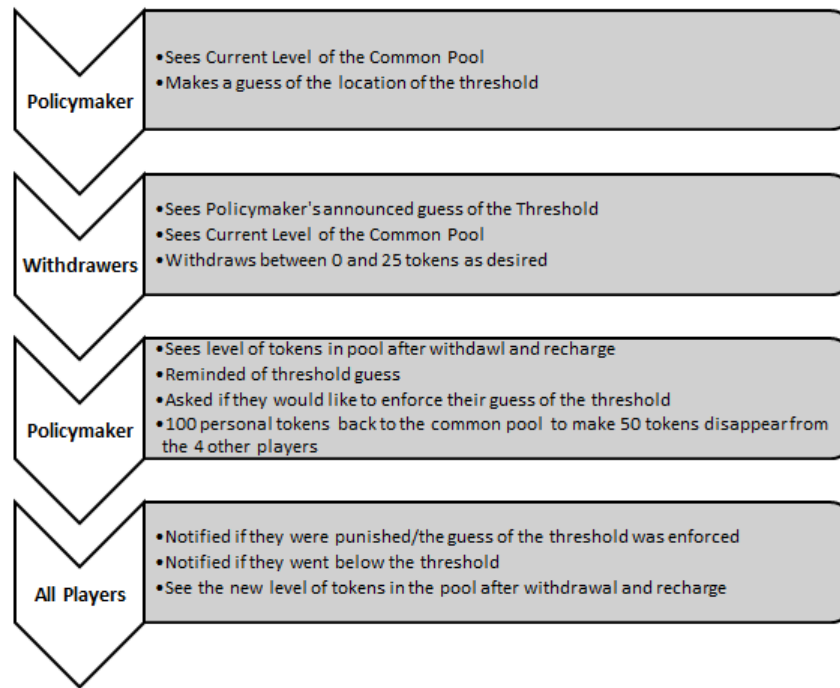 Policymaker
•Sees Current Level of the Common Pool
•Makes a guess of the location of the threshold
Withdrawers
•Sees Policymaker's announced guess of the Threshold
•Sees Current Level of the Common Pool
•Withdraws between 0 and 25 tokens as desired
Policymaker
•Sees level of tokens in pool after withdawl and recharge
•Reminded of threshold guess
•Asked if they would like to enforce their guess of the threshold
•100 personal tokens back to the common pool to make 50 tokens disappear from
the 4 other players
All Players
•Notified if they were punished/the guess of the threshold was enforced
•Notified if they went below the threshold
•See the new level of tokens in the pool after withdrawal and recharge